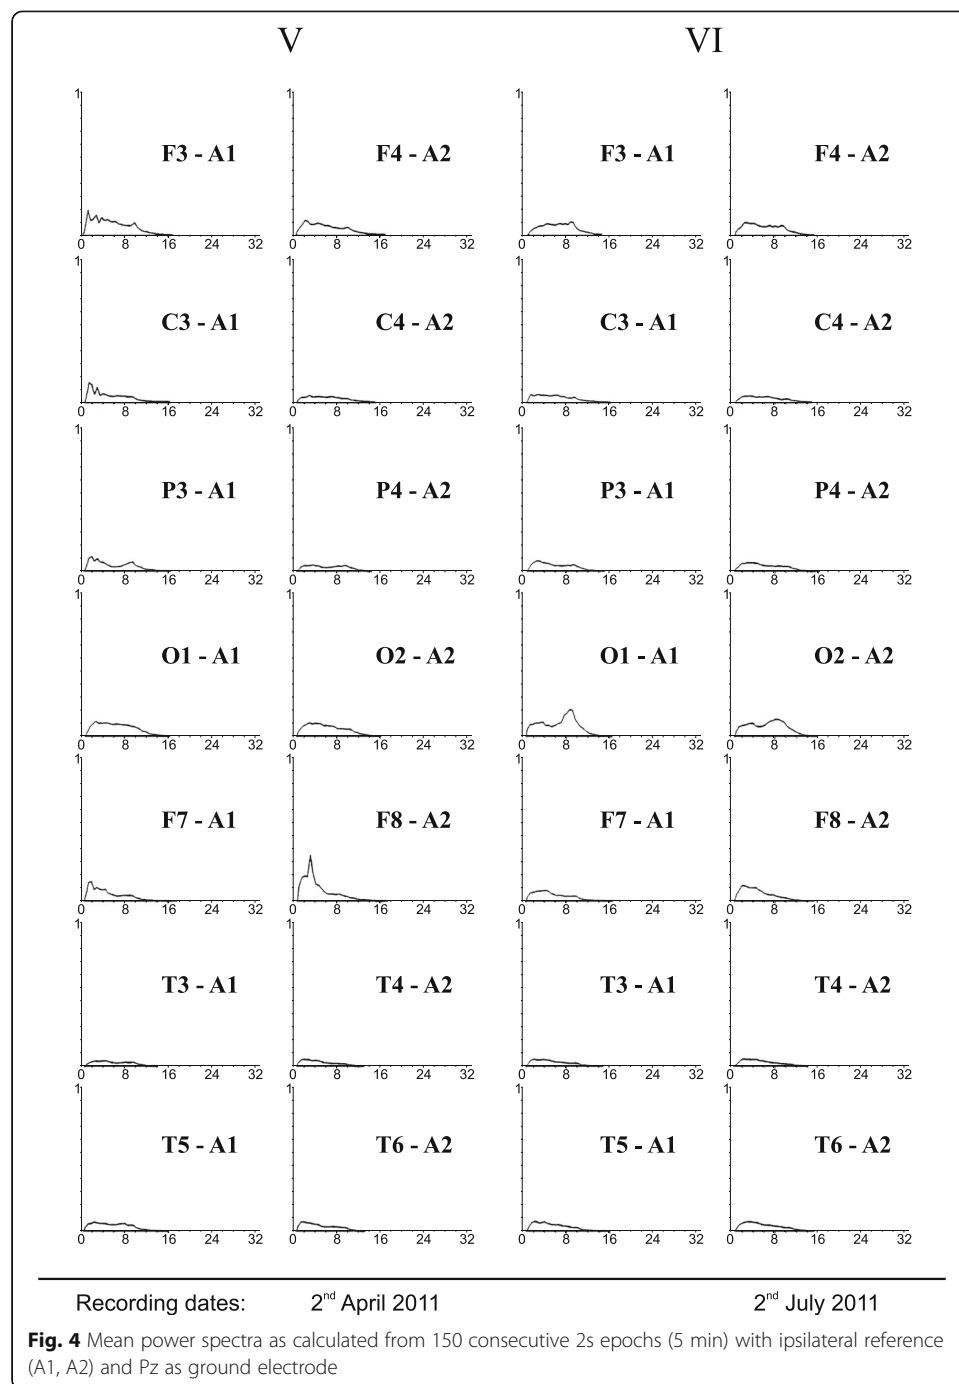 V VI
1 1 1 1
F3 - A1 F4 - A2 F3 - A1 F4 - A2
0 8 16 24 32 0 8 16 24 32 0 8 16 24 32 0 8 16 24 32
1 1 1 1
C3 - A1 C4 - A2 C3 - A1 C4 - A2
0 8 16 24 32 0 8 16 24 32 0 8 16 24 32 0 8 16 24 32
1 1 1 1
P3 - A1 P4 - A2 P3 - A1 P4 - A2
0 8 16 24 32 0 8 16 24 32 0 8 16 24 32 0 8 16 24 32
1 1 1 1
O1 - A1 O2 - A2 O1 - A1 O2 - A2
0 8 16 24 32 0 8 16 24 32 0 8 16 24 32 0 8 16 24 32
1 1 1 1
F7 - A1 F8 - A2 F7 - A1 F8 - A2
0 8 16 24 32 0 8 16 24 32 0 8 16 24 32 0 8 16 24 32
1 1 1 1
T3 - A1 T4 - A2 T3 - A1 T4 - A2
0 8 16 24 32 0 8 16 24 32 0 8 16 24 32 0 8 16 24 32
1 1 1 1
T5 - A1 T6 - A2 T5 - A1 T6 - A2
0 8 16 24 32 0 8 16 24 32 0 8 16 24 32 0 8 16 24 32
Recording dates: 2nd April 2011 2nd July 2011
Fig. 4 Mean power spectra as calculated from 150 consecutive 2s epochs (5 min) with ipsilateral reference
(A1, A2) and Pz as ground electrode